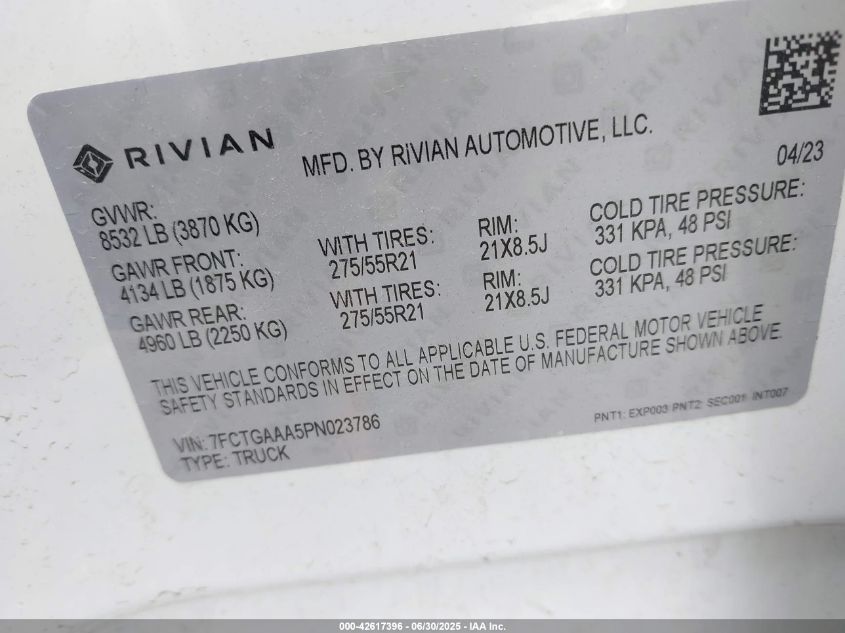 RIVIAN
MFD. BY RIVIAN AUTOMOTIVE, LLC.
04/23
GVWR:
8532 LB (3870 KG)
GAWR FRONT:
4134 LB (1875 KG)
WITH TIRES:
275/55R21
RIM:
21X8.5J
COLD TIRE PRESSURE:
331 KPA, 48 PSI
GAWR REAR:
4960 LB (2250 KG)
WITH TIRES:
275/55R21
RIM:
21X8.5J
COLD TIRE PRESSURE:
331 KPA, 48 PSI
THIS VEHICLE CONFORMS TO ALL APPLICABLE U.S. FEDERAL MOTOR VEHICLE
SAFETY STANDARDS IN EFFECT ON THE DATE OF MANUFACTURE SHOWN ABOVE.
VIN: 7FCTGAAA5PN023786
TYPE: TRUCK
PNT1: EXP003 PNT2: SEC001 INT007
000-42617396 - 06/30/2025 - IAA Inc.